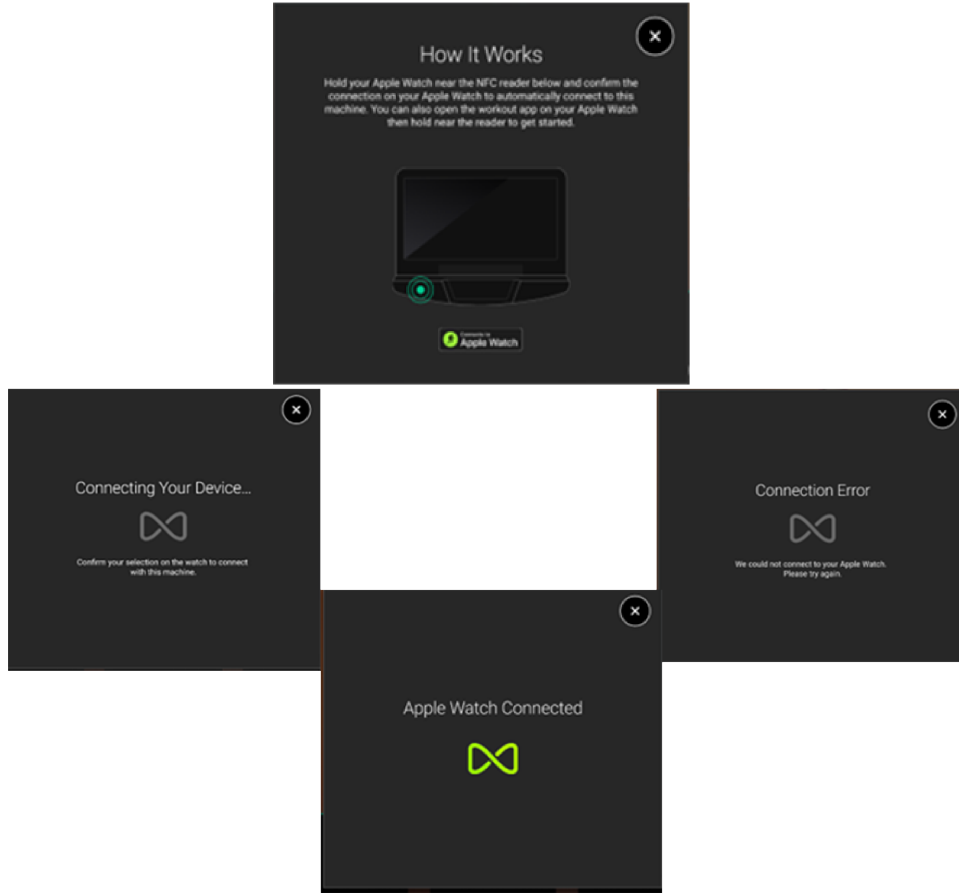 How It Works
Hold your Apple Watch near the NFC reader below and confirm the
connection on your Apple Watch to automatically connect to this
machine. You can also open the workout app on your Apple Watch
then hold near the reader to get started.
Connects to
Apple Watch
Connecting Your Device...
Confirm your selection on the watch to connect
with this machine.
Connection Error
We could not connect to your Apple Watch.
Please try again.
Apple Watch Connected